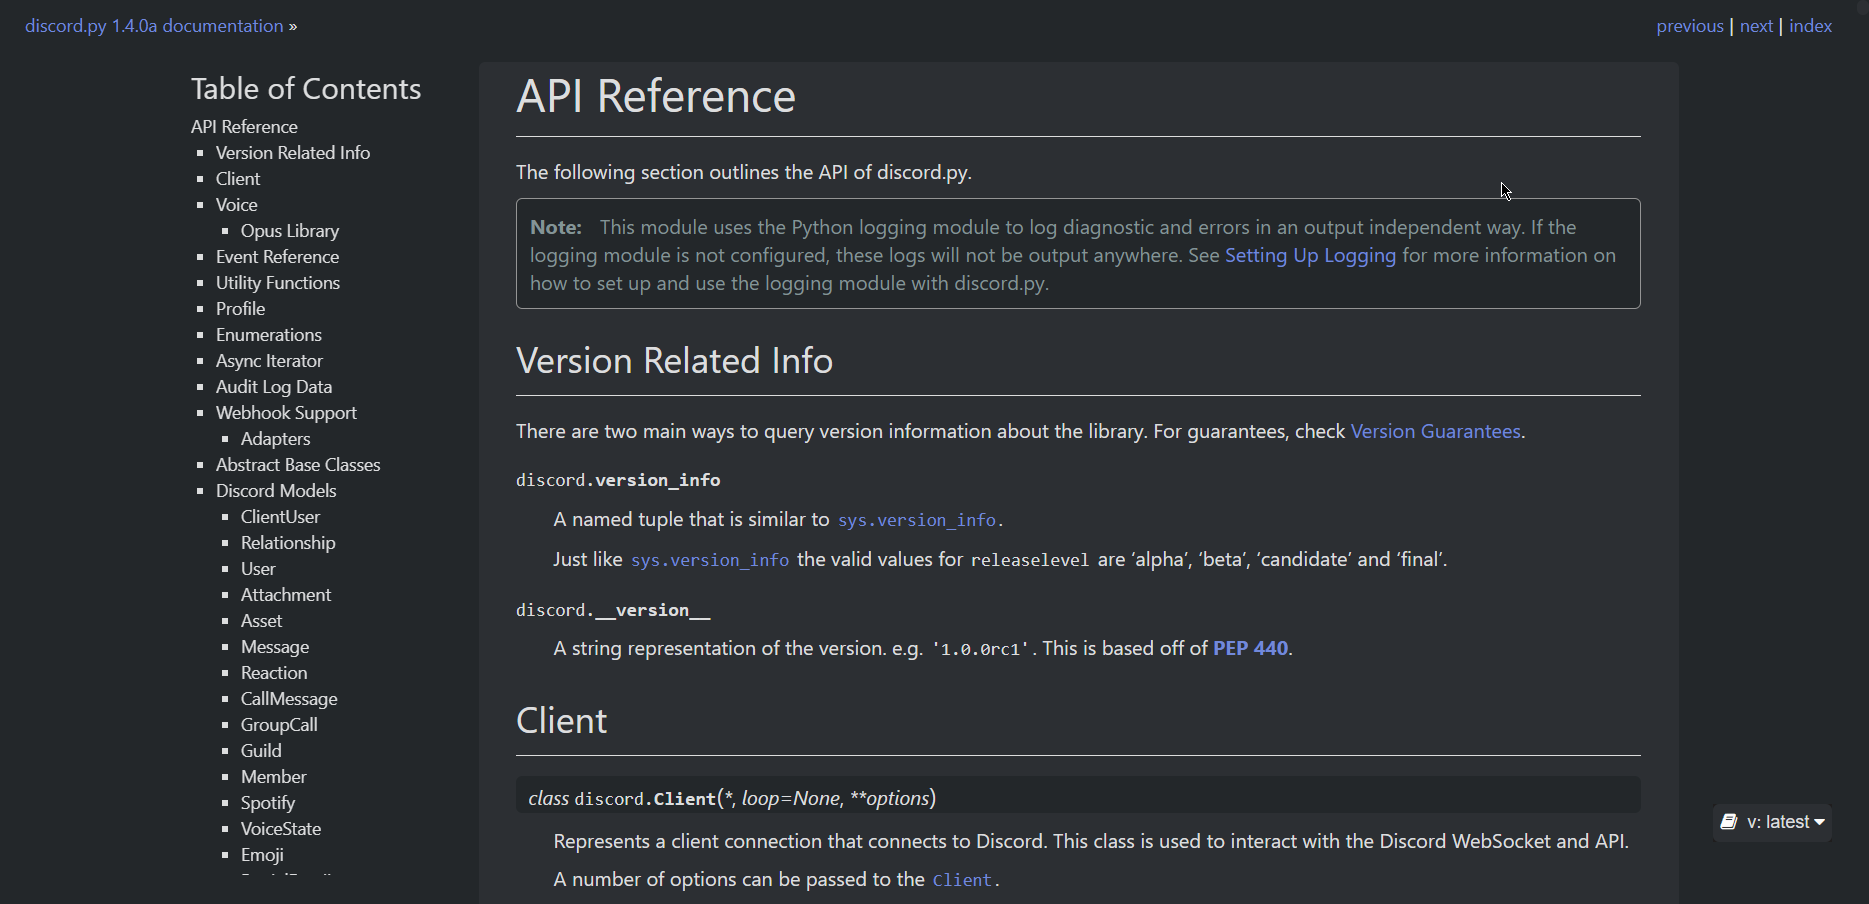 discord.py 1.4.0a documentation »
previous | next | index
Table of Contents
API Reference
Version Related Info
Client
Voice
Opus Library
Event Reference
Utility Functions
Profile
Enumerations
Async Iterator
Audit Log Data
Webhook Support
Adapters
Abstract Base Classes
Discord Models
ClientUser
Relationship
User
Attachment
Asset
Message
Reaction
CallMessage
GroupCall
Guild
Member
Spotify
VoiceState
Emoji
API Reference
The following section outlines the API of discord.py.
Note: This module uses the Python logging module to log diagnostic and errors in an output independent way. If the
logging module is not configured, these logs will not be output anywhere. See Setting Up Logging for more information on
how to set up and use the logging module with discord.py.
Version Related Info
There are two main ways to query version information about the library. For guarantees, check Version Guarantees.
discord.version_info
A named tuple that is similar to sys.version_info.
Just like sys.version_info the valid values for releaselevel are ‘alpha’, ‘beta’, ‘candidate’ and ‘final’.
discord.__version__
A string representation of the version. e.g. '1.0.0rc1'. This is based off of PEP 440.
Client
class discord.Client(*, loop=None, **options)
Represents a client connection that connects to Discord. This class is used to interact with the Discord WebSocket and API.
A number of options can be passed to the Client.
v: latest